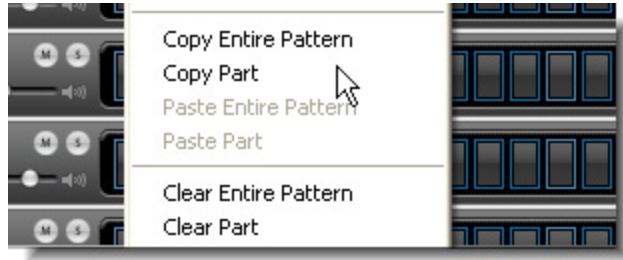 Copy Entire Pattern
M S
Copy Part
Paste Entire Pattern
M S
Paste Part
Clear Entire Pattern
M S
Clear Part